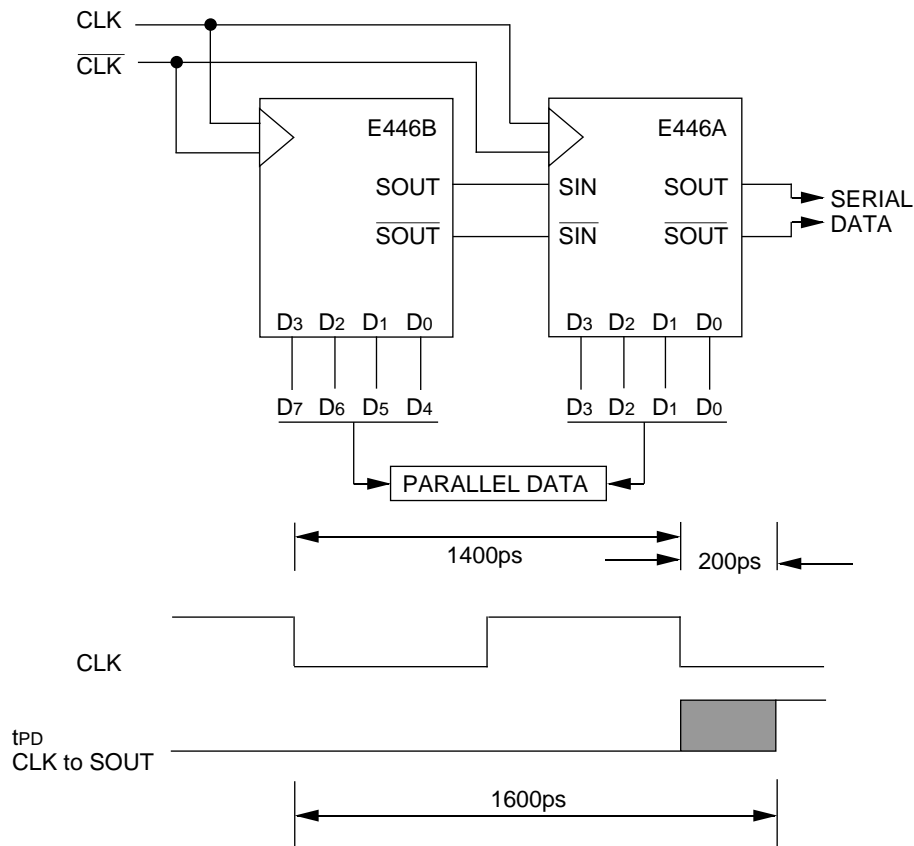 CLK
CLK
E446B
E446A
SOUT
SIN
SOUT
SERIAL
DATA
SOUT
SIN
SOUT
D3 D2 D1 D0
D3 D2 D1 D0
D7 D6 D5 D4
D3 D2 D1 D0
PARALLEL DATA
1400ps
200ps
CLK
tPD
CLK to SOUT
1600ps